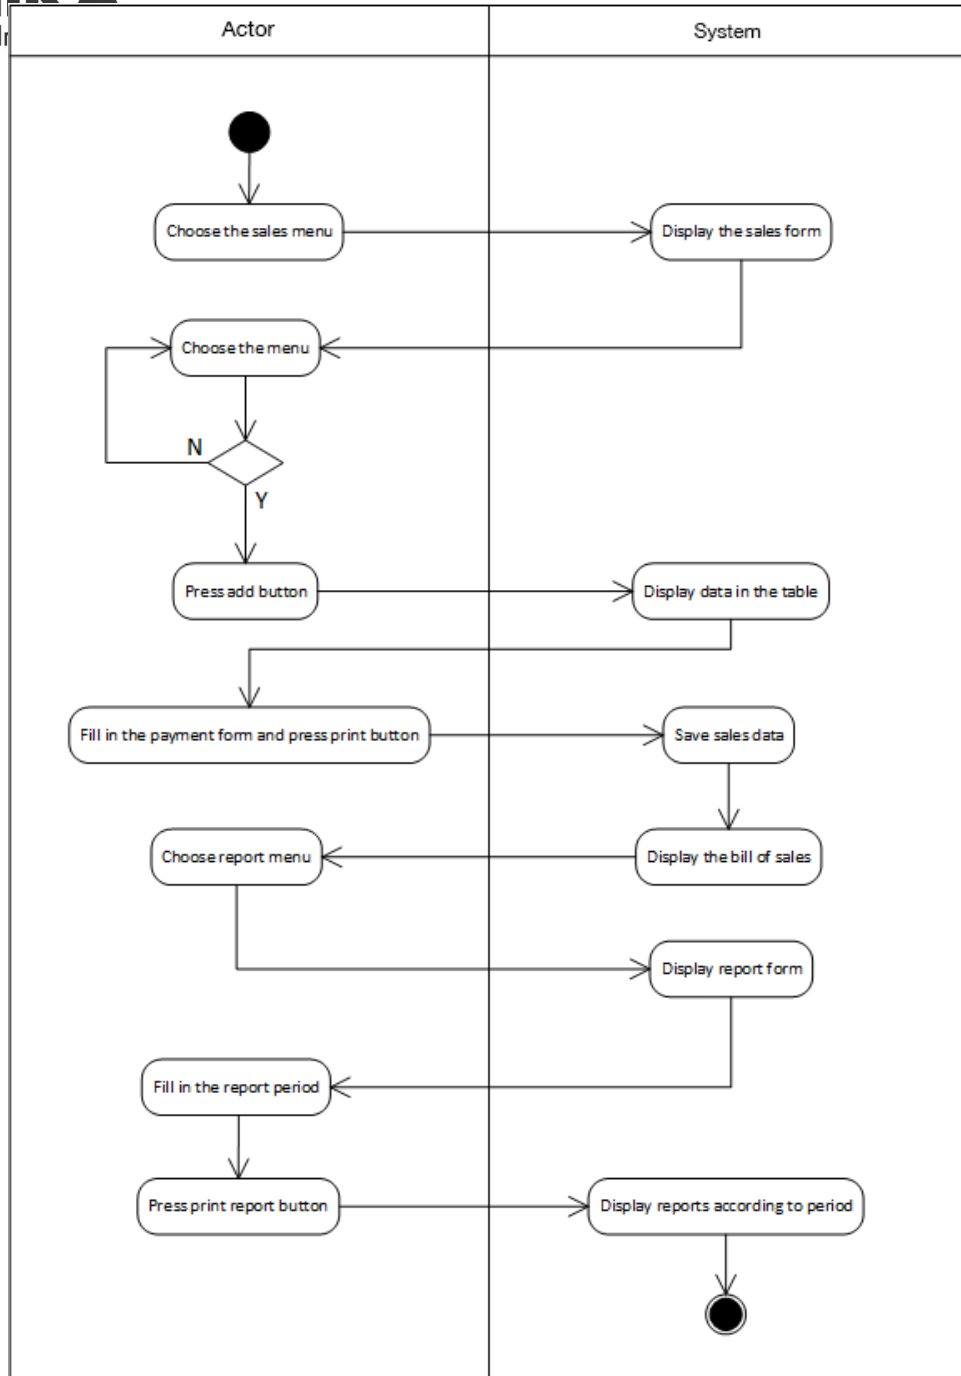 Actor
System
Choose the sales menu
Display the sales form
Choose the menu
N
Y
Press add button
Display data in the table
Fill in the payment form and press print button
Save sales data
Choose report menu
Display the bill of sales
Display report form
Fill in the report period
Press print report button
Display reports according to period